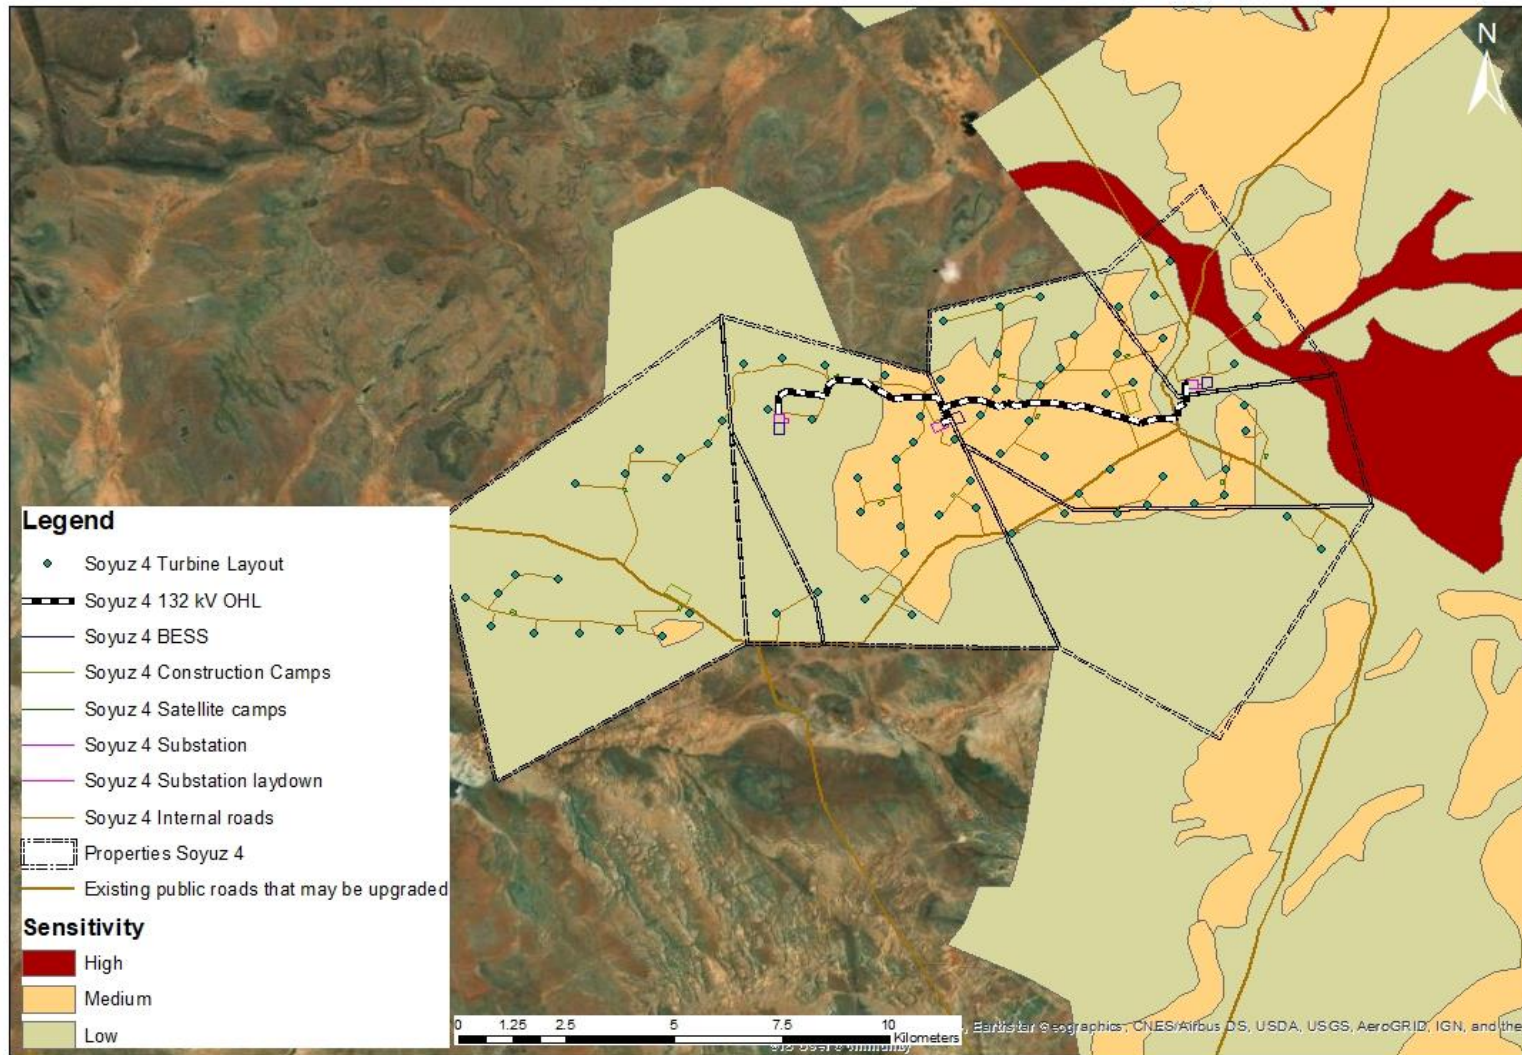 N
Legend
Soyuz 4 Turbine Layout
Soyuz 4 132 kV OHL
Soyuz 4 BESS
Soyuz 4 Construction Camps
Soyuz 4 Satellite camps
Soyuz 4 Substation
Soyuz 4 Substation laydown
Soyuz 4 Internal roads
Properties Soyuz 4
Existing public roads that may be upgraded
Sensitivity
High
Medium
Low
0 1.25 2.5 5 7.5 10
Kilometers
Earthstar Geographics, CNES/Airbus DS, USDA, USGS, AeroGRID, IGN, and the